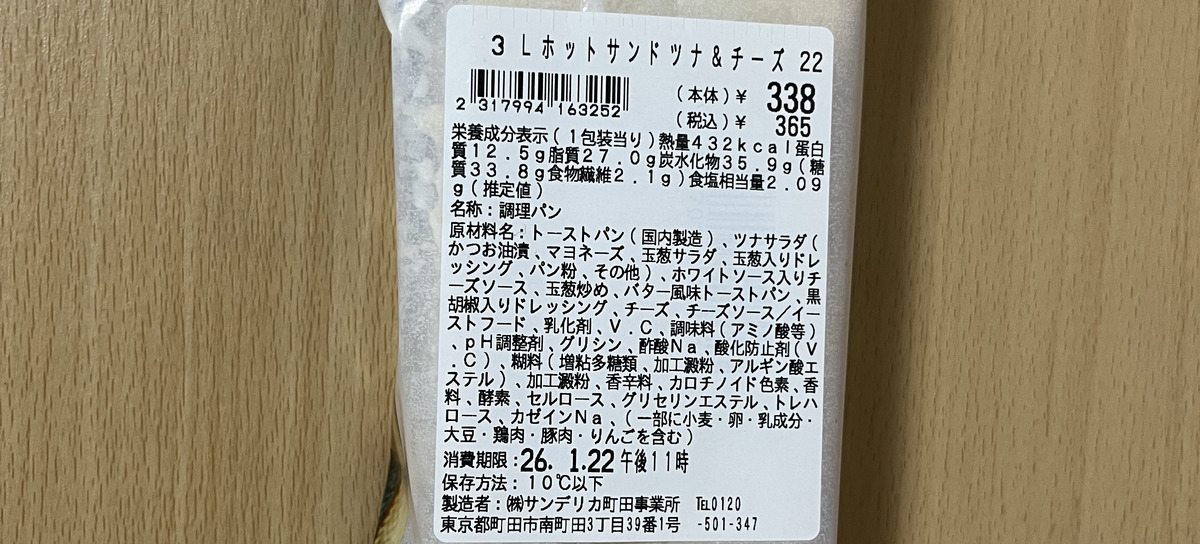 ３Ｌホットサンドツナ&チーズ 22
2 317994 163252
（本体）￥ 338
（税込）￥ 365
栄養成分表示（１包装当り）熱量４３２ｋｃａｌ蛋白
質１２．５ｇ脂質２７．０ｇ炭水化物３５．９ｇ（糖
質３３．８ｇ食物繊維２．１ｇ）食塩相当量２．０９
ｇ（推定値）
名称：調理パン
原材料名：トーストパン（国内製造）、ツナサラダ（
かつお油漬、マヨネーズ、玉葱サラダ、玉葱入りドレ
ッシング、パン粉、その他）、ホワイトソース入りチ
ーズソース、玉葱炒め、バター風味トーストパン、黒
胡椒入りドレッシング、チーズ、チーズソース／イー
ストフード、乳化剤、Ｖ．Ｃ、調味料（アミノ酸等）
、ｐＨ調整剤、グリシン、酢酸Ｎａ、酸化防止剤（Ｖ
．Ｃ）、糊料（増粘多糖類、加工澱粉、アルギン酸エ
ステル）、加工澱粉、香辛料、カロチノイド色素、香
料、酵素、セルロース、グリセリンエステル、トレハ
ロース、カゼインＮａ、（一部に小麦・卵・乳成分・
大豆・鶏肉・豚肉・りんごを含む）
消費期限：26. 1.22 午後１１時
保存方法：１０℃以下
製造者：㈱サンデリカ町田事業所 ℡0120
東京都町田市南町田3丁目39番1号 -501-347